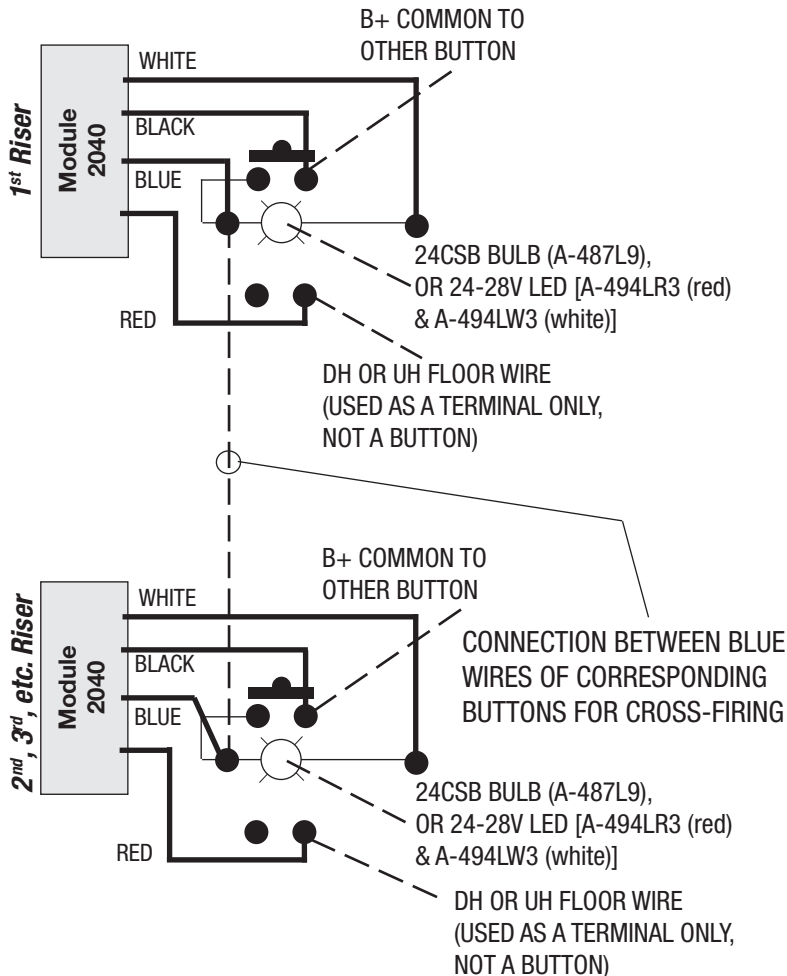 B+ COMMON TO
OTHER BUTTON
1st Riser
Module
2040
WHITE
BLACK
BLUE
RED
24CSB BULB (A-487L9),
OR 24-28V LED [A-494LR3 (red)
& A-494LW3 (white)]
DH OR UH FLOOR WIRE
(USED AS A TERMINAL ONLY,
NOT A BUTTON)
B+ COMMON TO
OTHER BUTTON
2nd, 3rd, etc. Riser
Module
2040
WHITE
BLACK
BLUE
RED
CONNECTION BETWEEN BLUE
WIRES OF CORRESPONDING
BUTTONS FOR CROSS-FIRING
24CSB BULB (A-487L9),
OR 24-28V LED [A-494LR3 (red)
& A-494LW3 (white)]
DH OR UH FLOOR WIRE
(USED AS A TERMINAL ONLY,
NOT A BUTTON)